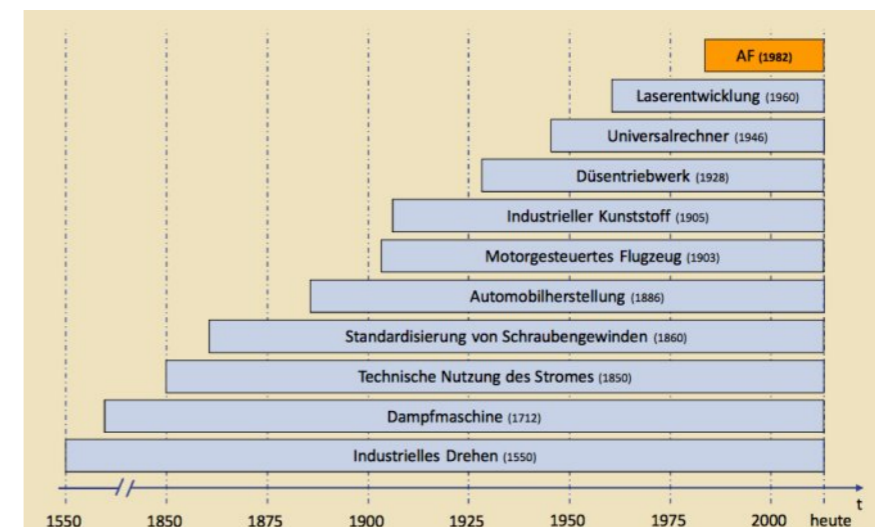 AF (1982)
Laserentwicklung (1960)
Universalrechner (1946)
Düsentriebwerk (1928)
Industrieller Kunststoff (1905)
Motorgesteuertes Flugzeug (1903)
Automobilherstellung (1886)
Standardisierung von Schraubengewinden (1860)
Technische Nutzung des Stromes (1850)
Dampfmaschine (1712)
Industrielles Drehen (1550)
t
1550 1850 1875 1900 1925 1950 1975 2000 heute